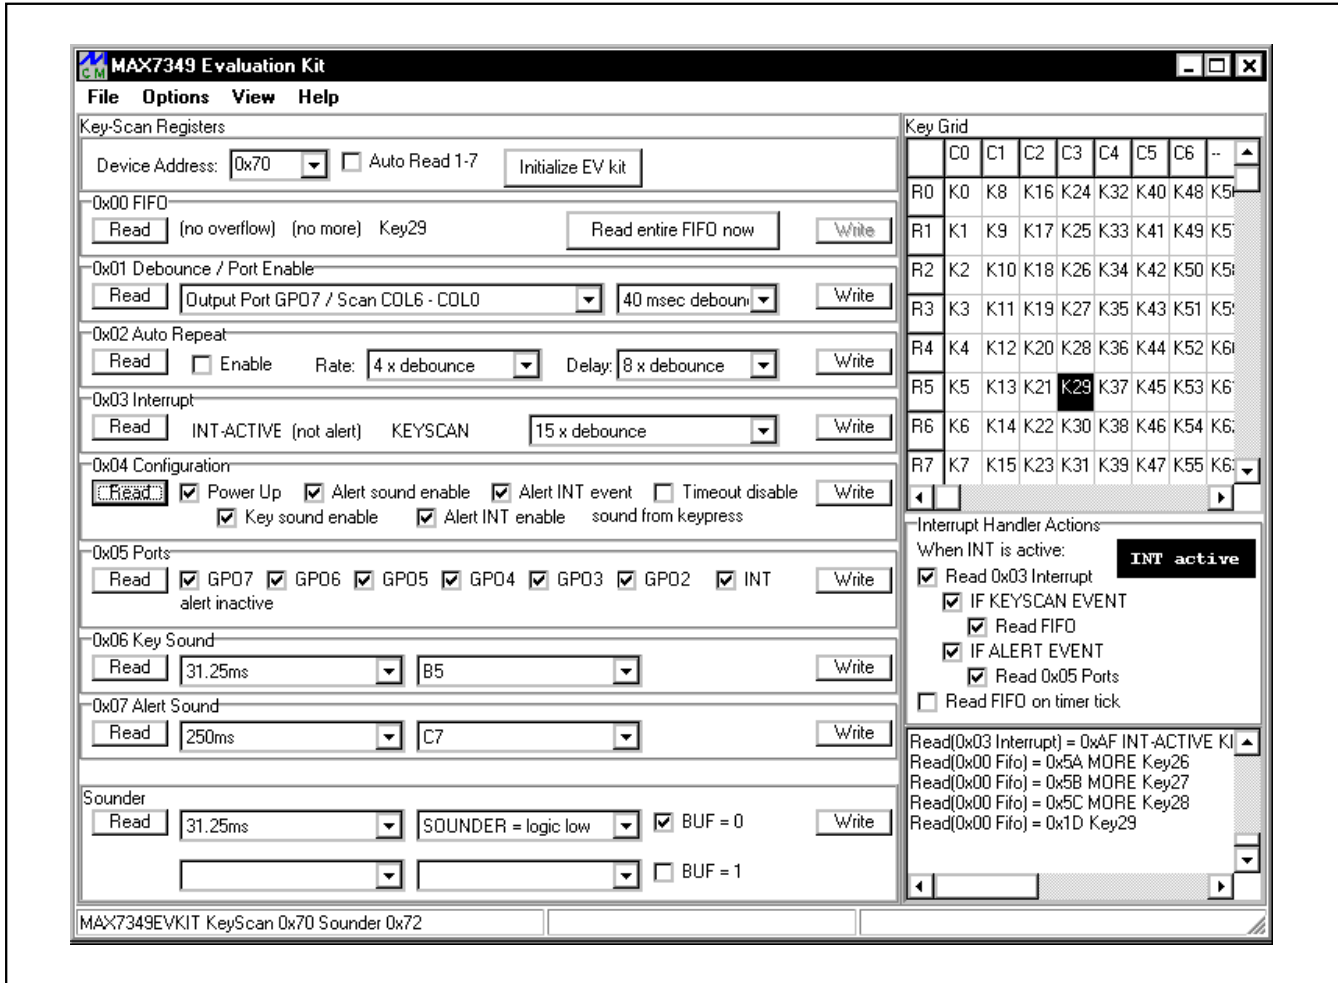 MAX7349 Evaluation Kit
File Options View Help
Key-Scan Registers
Device Address: 0x70 Auto Read 1-7 Initialize EV kit
0x00 FIFO
Read (no overflow) (no more) Key29 Read entire FIFO now Write
0x01 Debounce / Port Enable
Read Output Port GPO7 / Scan COL6 - COL0 40 msec deboun Write
0x02 Auto Repeat
Read Enable Rate: 4 x debounce Delay: 8 x debounce Write
0x03 Interrupt
Read INT-ACTIVE (not alert) KEYSCAN 15 x debounce Write
0x04 Configuration
Read Power Up Alert sound enable Alert INT event Timeout disable Write
Key sound enable Alert INT enable sound from keypress
0x05 Ports
Read GPO7 GPO6 GPO5 GPO4 GPO3 GPO2 INT Write
alert inactive
0x06 Key Sound
Read 31.25ms B5 Write
0x07 Alert Sound
Read 250ms C7 Write
Sounder
Read 31.25ms SOUNDER = logic low BUF = 0 Write
BUF = 1
Key Grid
C0 C1 C2 C3 C4 C5 C6 --
R0 K0 K8 K16 K24 K32 K40 K48
R1 K1 K9 K17 K25 K33 K41 K49
R2 K2 K10 K18 K26 K34 K42 K50
R3 K3 K11 K19 K27 K35 K43 K51
R4 K4 K12 K20 K28 K36 K44 K52
R5 K5 K13 K21 K29 K37 K45 K53
R6 K6 K14 K22 K30 K38 K46 K54
R7 K7 K15 K23 K31 K39 K47 K55
Interrupt Handler Actions
When INT is active: INT active
Read 0x03 Interrupt
IF KEYSCAN EVENT
Read FIFO
IF ALERT EVENT
Read 0x05 Ports
Read FIFO on timer tick
Read(0x03 Interrupt) = 0xAF INT-ACTIVE
Read(0x00 Fifo) = 0x5A MORE Key26
Read(0x00 Fifo) = 0x5B MORE Key27
Read(0x00 Fifo) = 0x5C MORE Key28
Read(0x00 Fifo) = 0x1D Key29
MAX7349EVKIT KeyScan 0x70 Sounder 0x72